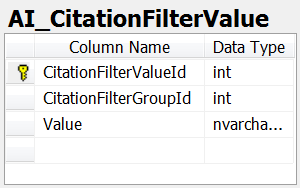 AI_CitationFilterValue
Column Name Data Type
CitationFilterValueId int
CitationFilterGroupId int
Value nvarcha...